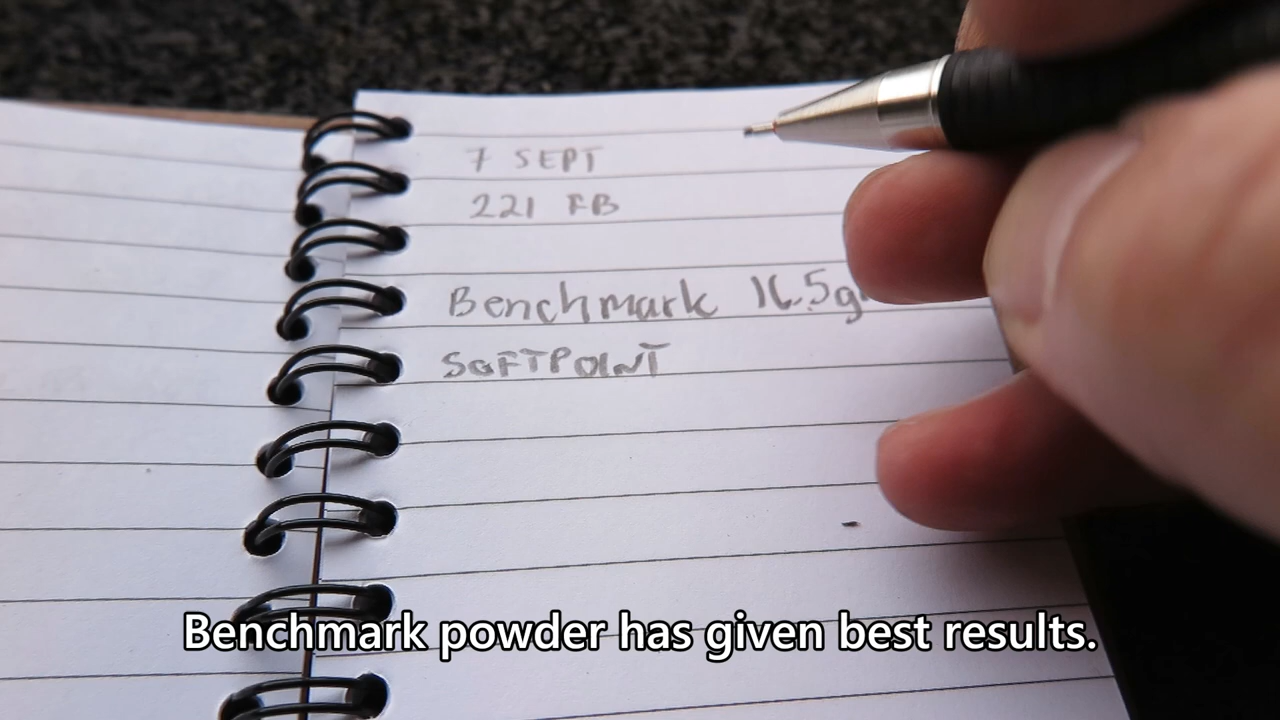 7 SEPT
221 FB
Benchmark 16.5g
SOFTPOINT
Benchmark powder has given best results.